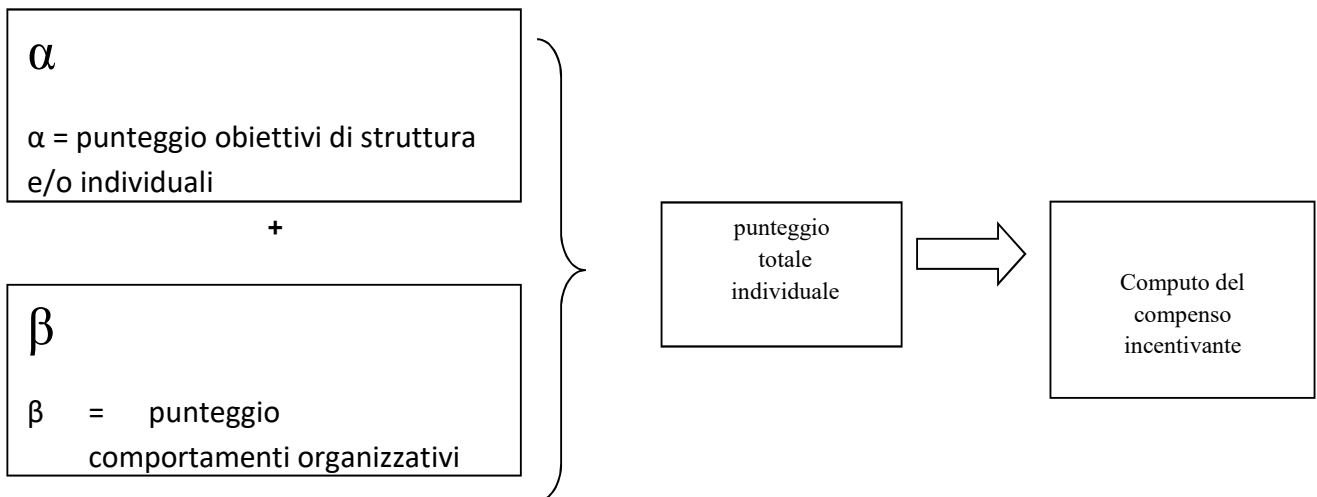 α
α = punteggio obiettivi di struttura
e/o individuali
+
β
β = punteggio
comportamenti organizzativi
punteggio
totale
individuale
Computo del
compenso
incentivante